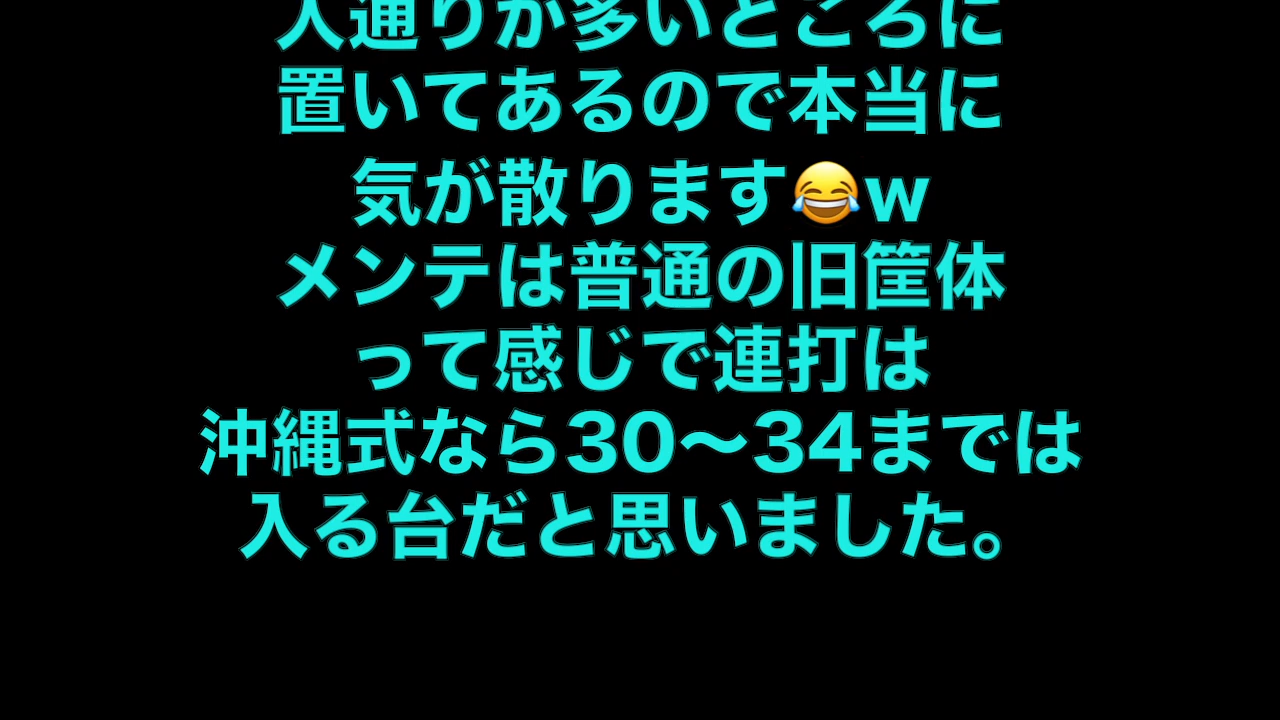 人通りが多いところに
置いてあるので本当に
気が散ります😂w
メンテは普通の旧筐体
って感じで連打は
沖縄式なら30〜34までは
入る台だと思いました。